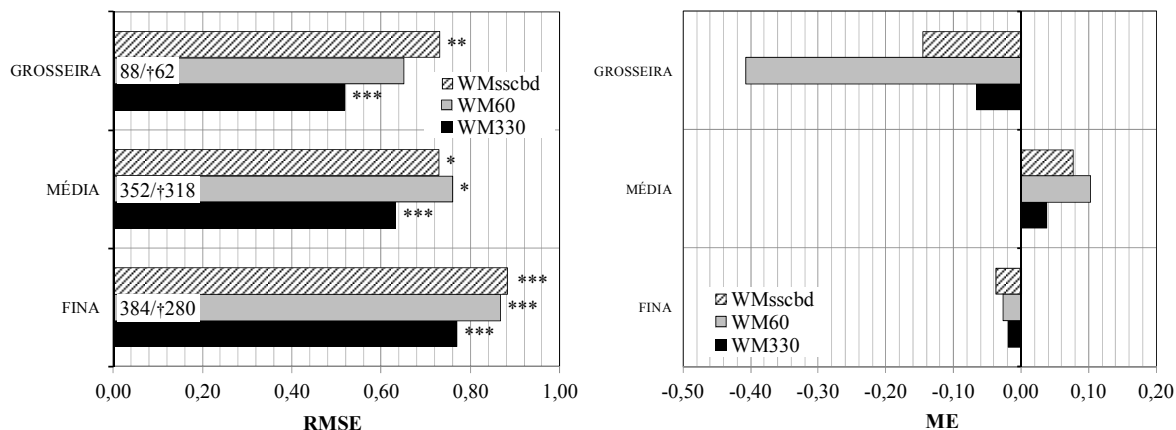 GROSSEIRA
88/†62
**
***
WMsscbd
WM60
WM330
MÉDIA
352/†318
*
*
***
FINA
384/†280
***
***
***
0,00 0,20 0,40 0,60 0,80 1,00
RMSE
GROSSEIRA
MÉDIA
FINA
WMsscbd
WM60
WM330
-0,50 -0,40 -0,30 -0,20 -0,10 0,00 0,10 0,20
ME